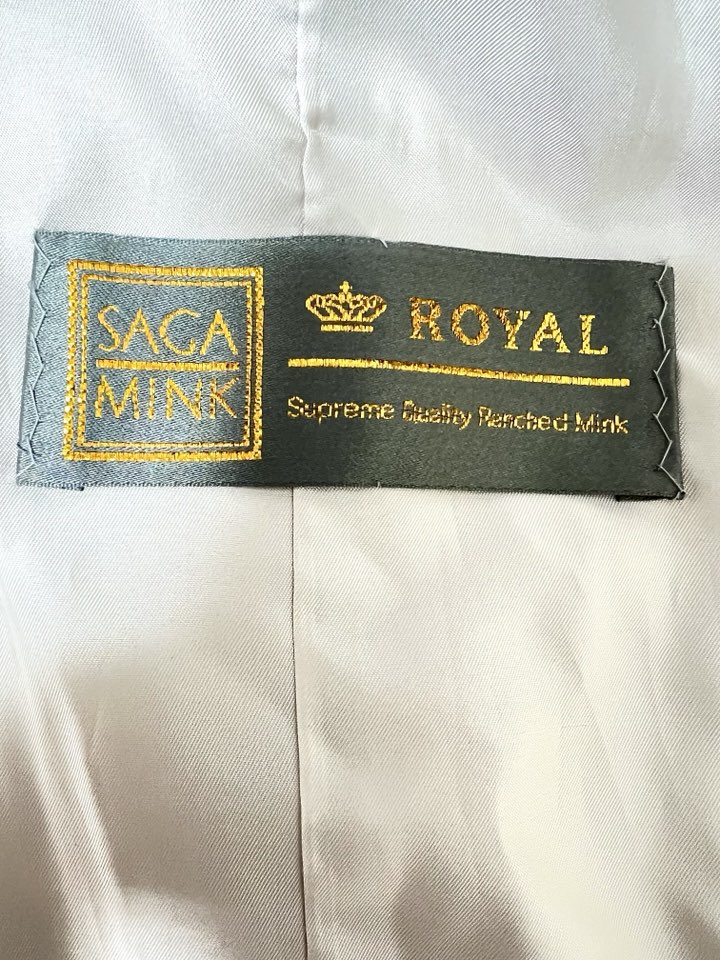 SAGA
MINK
ROYAL
Supreme Quality Ranched Mink